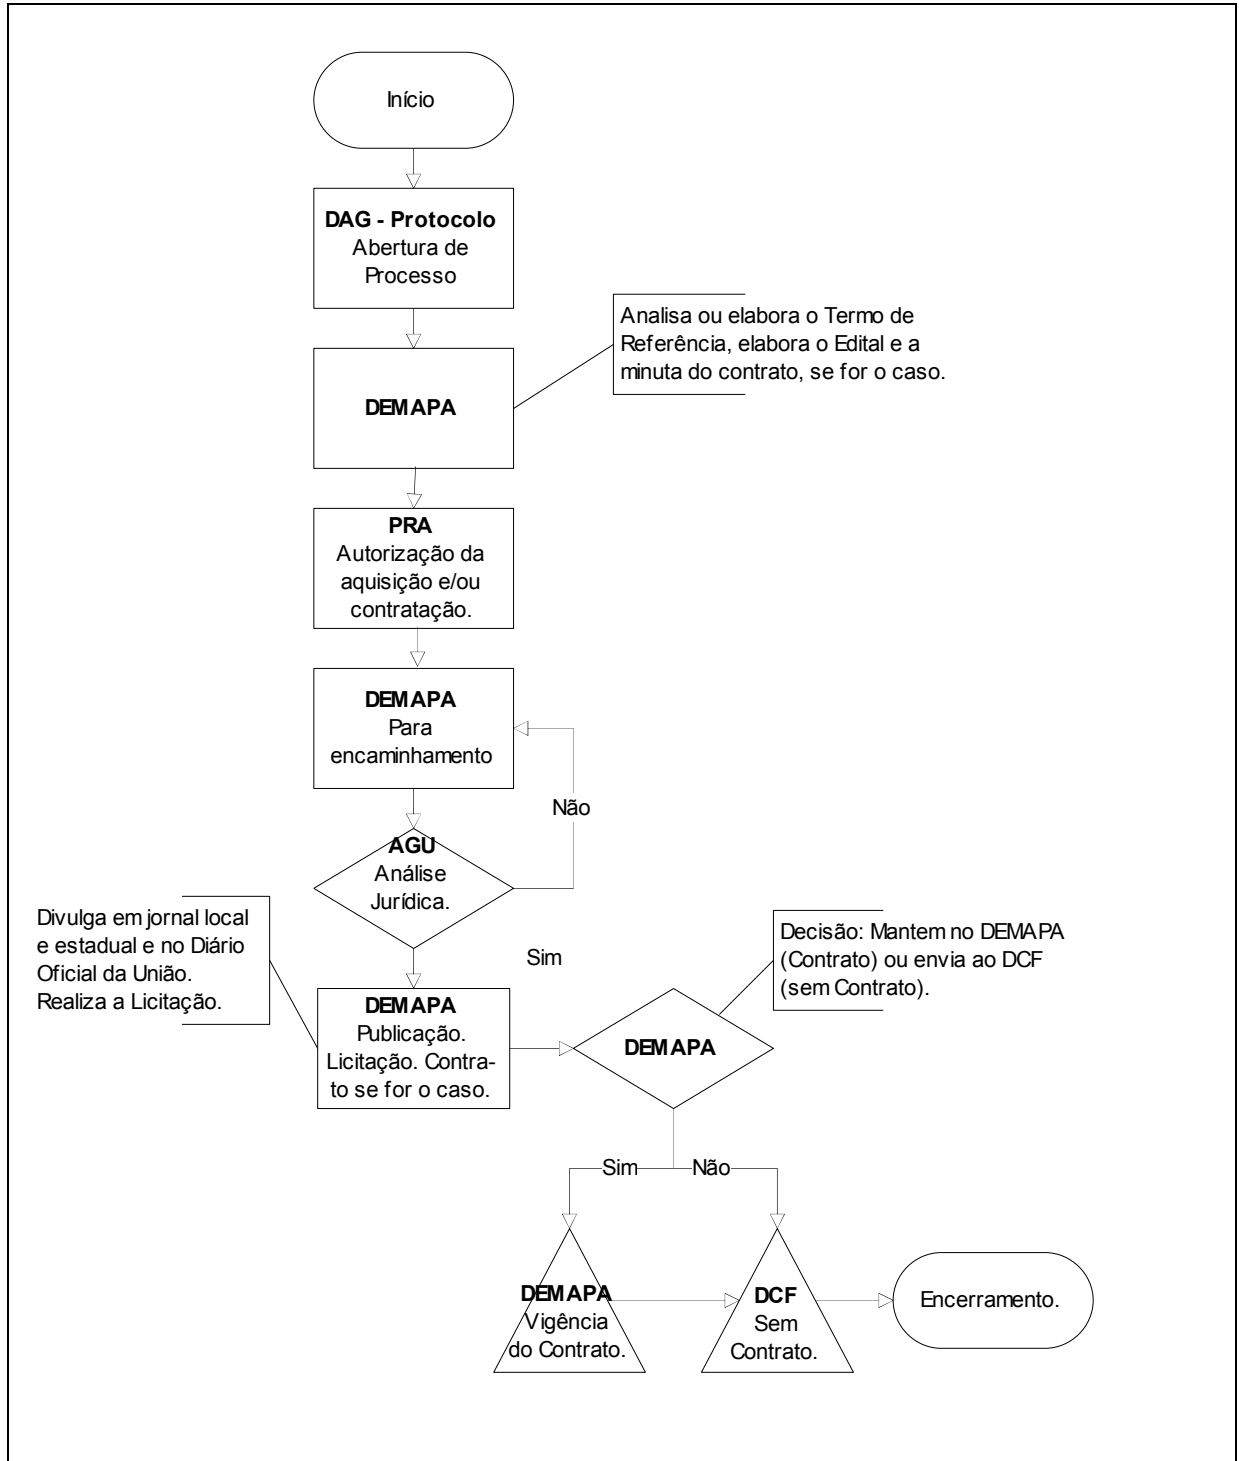 Início
DAG - Protocolo
Abertura de
Processo
Analisa ou elabora o Termo de
Referência, elabora o Edital e a
minuta do contrato, se for o caso.
DEMAPA
PRA
Autorização da
aquisição e/ou
contratação.
DEMAPA
Para
encaminhamento
Não
AGU
Análise
Jurídica.
Sim
Divulga em jornal local
e estadual e no Diário
Oficial da União.
Realiza a Licitação.
Decisão: Mantem no DEMAPA
(Contrato) ou envia ao DCF
(sem Contrato).
DEMAPA
Publicação.
Licitação. Contra-
to se for o caso.
DEMAPA
Sim
Não
DEMAPA
Vigência
do Contrato.
DCF
Sem
Contrato.
Encerramento.